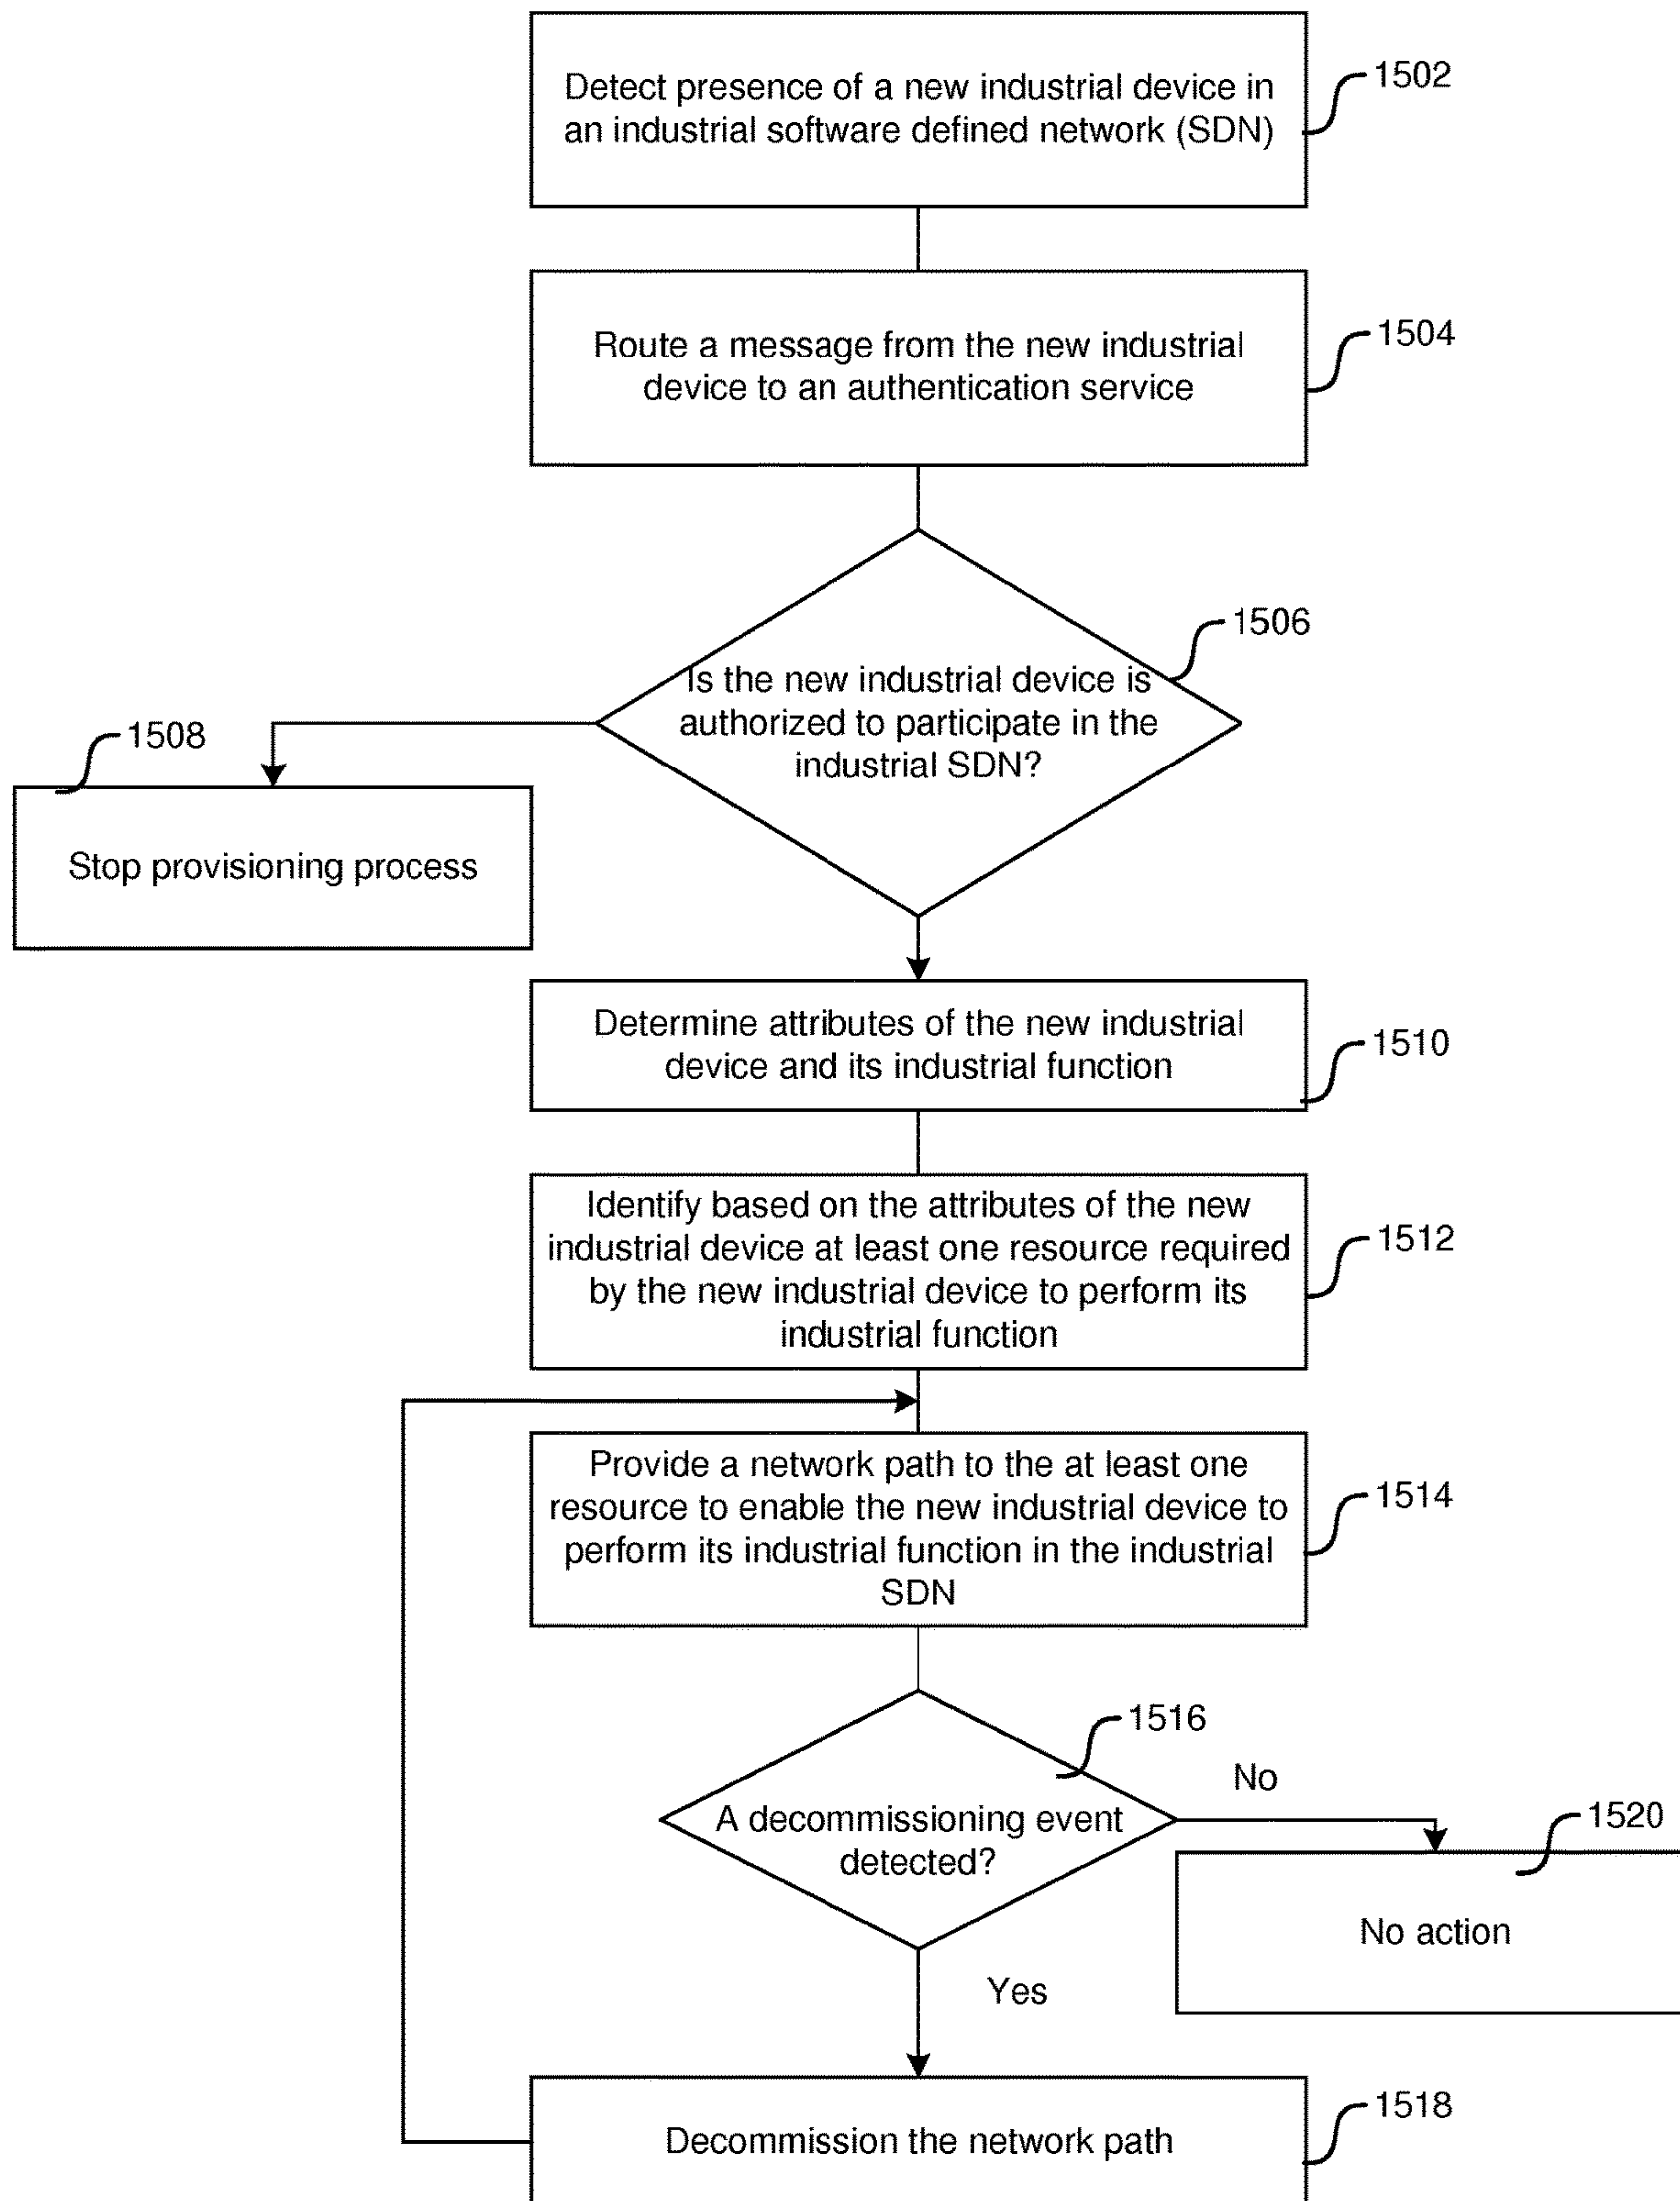 Detect presence of a new industrial device in
an industrial software defined network (SDN)
1502
Route a message from the new industrial
device to an authentication service
1504
1506
Is the new industrial device is
authorized to participate in the
industrial SDN?
1508
Stop provisioning process
Determine attributes of the new industrial
device and its industrial function
1510
Identify based on the attributes of the new
industrial device at least one resource required
by the new industrial device to perform its
industrial function
1512
Provide a network path to the at least one
resource to enable the new industrial device to
perform its industrial function in the industrial
SDN
1514
1516
A decommissioning event
detected?
No
1520
No action
Yes
Decommission the network path
1518